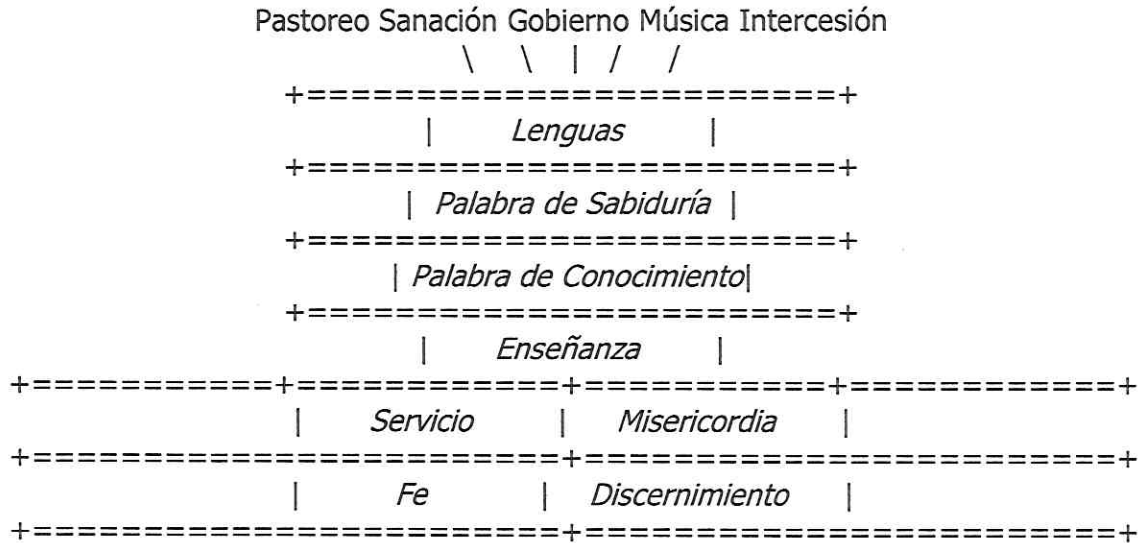 Pastoreo Sanación Gobierno Música Intercesión
\ \ | / /
+========================+
| Lenguas |
+========================+
| Palabra de Sabiduría |
+========================+
| Palabra de Conocimiento|
+========================+
| Enseñanza |
+===========+============+===========+============+
| Servicio | Misericordia |
+========================+========================+
| Fe | Discernimiento |
+========================+========================+